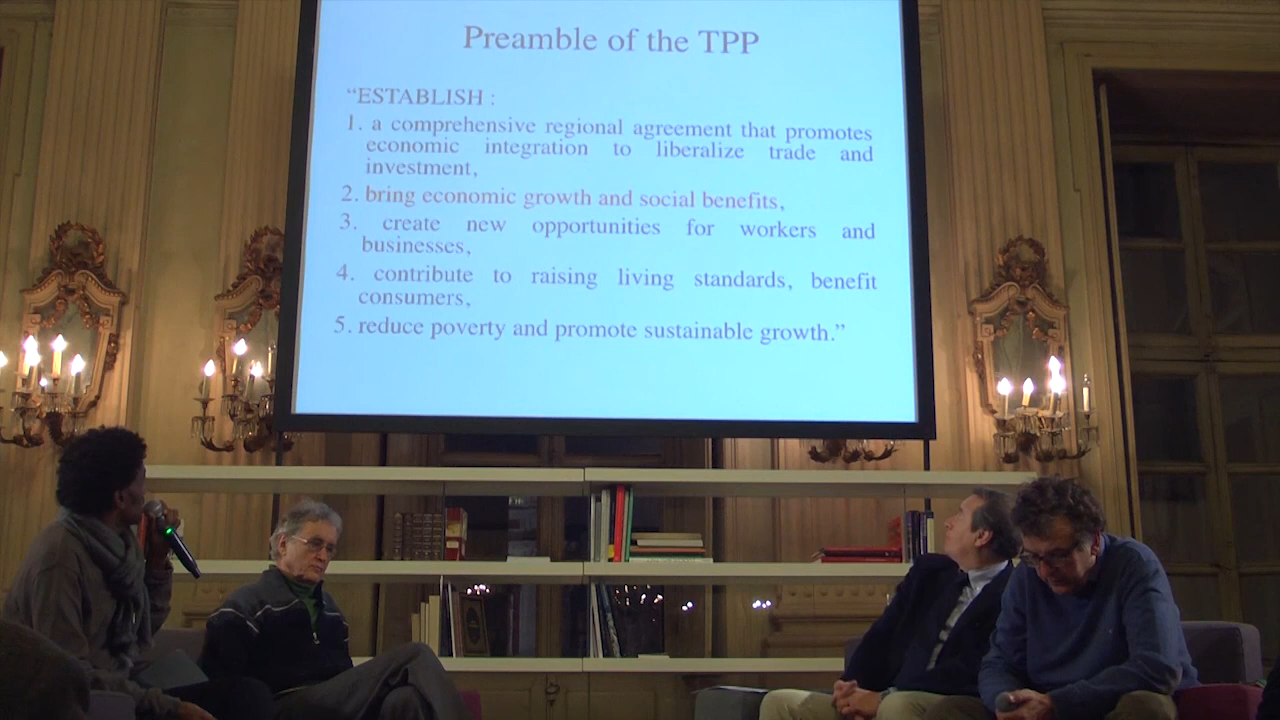 Preamble of the TPP
“ESTABLISH :
1. a comprehensive regional agreement that promotes
economic integration to liberalize trade and
investment,
2. bring economic growth and social benefits,
3. create new opportunities for workers and
businesses,
4. contribute to raising living standards, benefit
consumers,
5. reduce poverty and promote sustainable growth.”